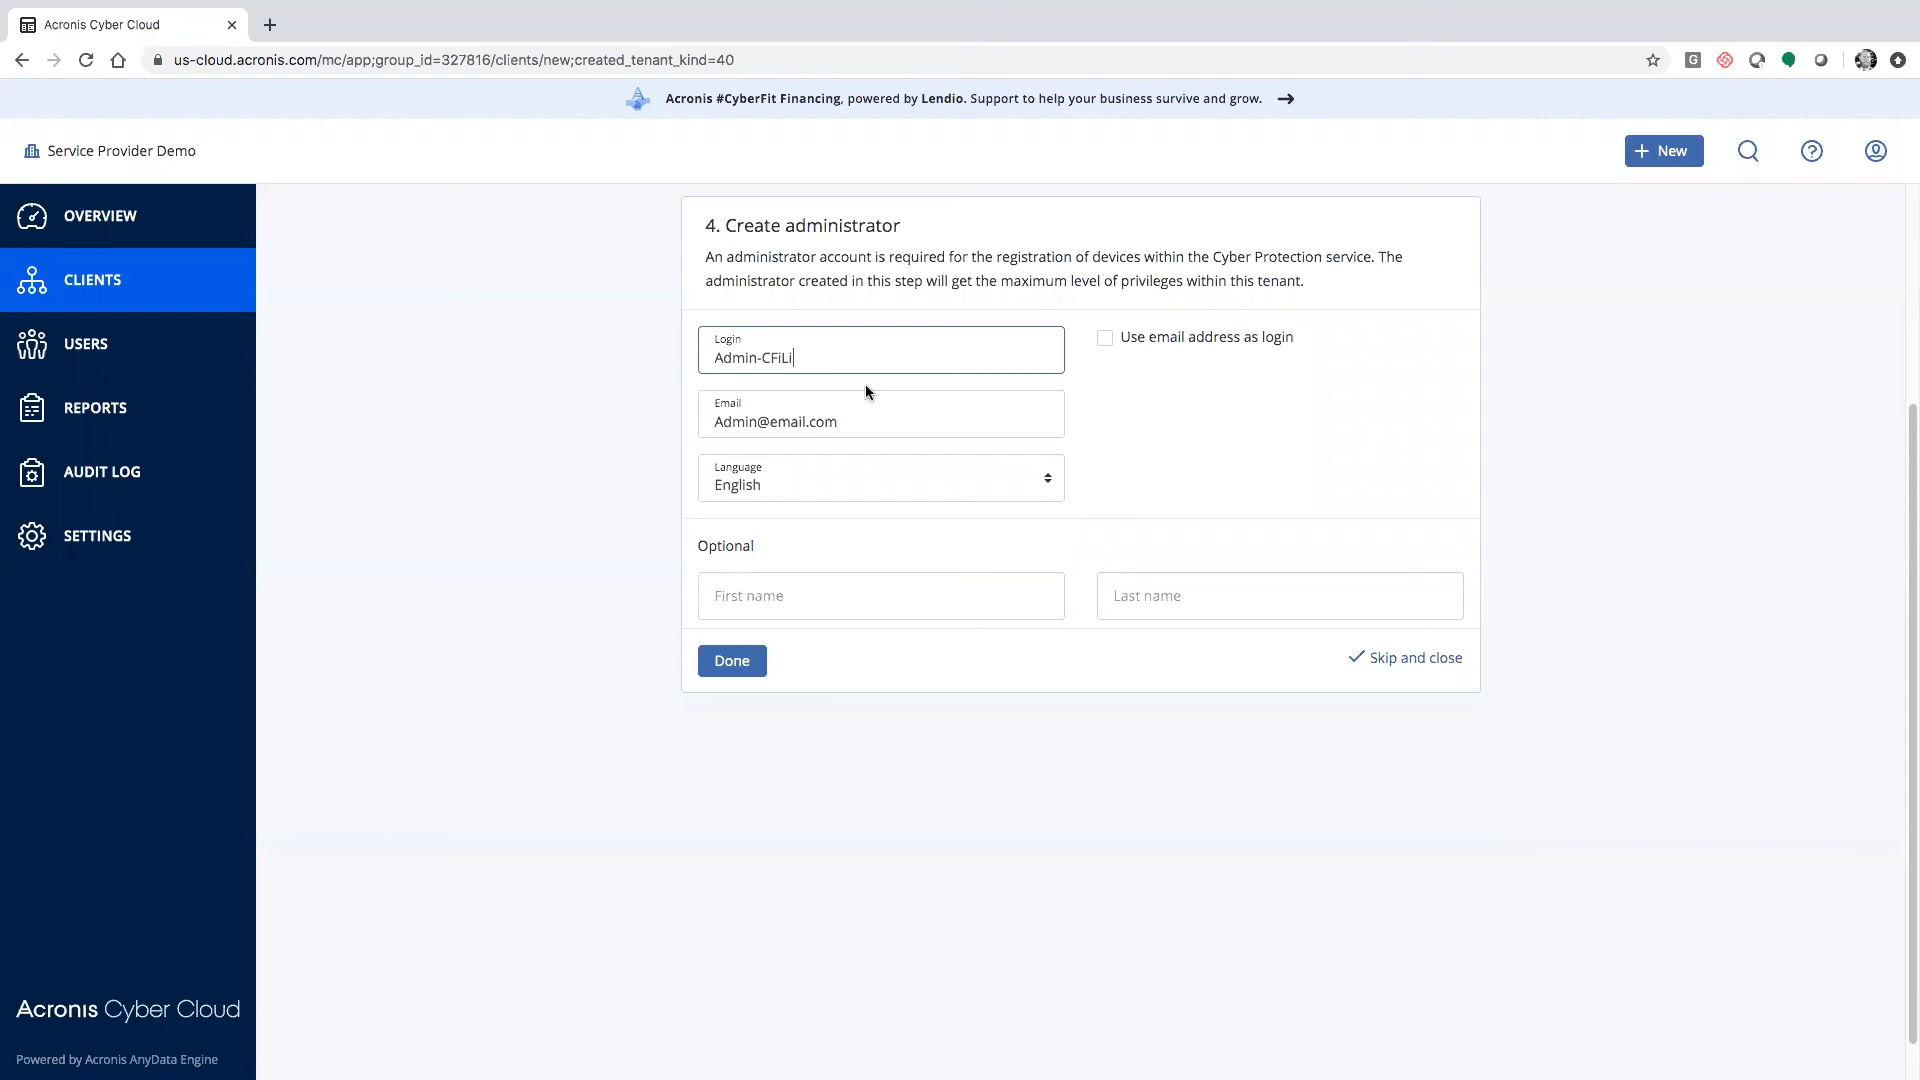 Acronis Cyber Cloud
us-cloud.acronis.com/mc/app;group_id=327816/clients/new;created_tenant_kind=40
Acronis #CyberFit Financing, powered by Lendio. Support to help your business survive and grow.
Service Provider Demo
New
OVERVIEW
CLIENTS
USERS
REPORTS
AUDIT LOG
SETTINGS
4. Create administrator
An administrator account is required for the registration of devices within the Cyber Protection service. The
administrator created in this step will get the maximum level of privileges within this tenant.
Login
Admin-CFiLi
Use email address as login
Email
Admin@email.com
Language
English
Optional
First name
Last name
Done
Skip and close
Acronis Cyber Cloud
Powered by Acronis AnyData Engine